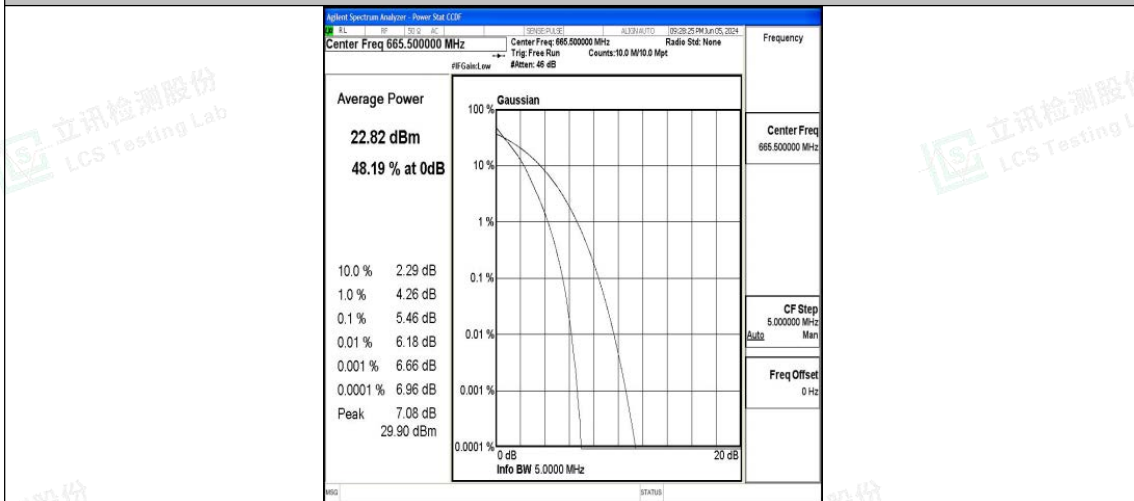 Agilent Spectrum Analyzer - Power Stat CCDF
RL RF 50 Ω AC SENSE:PULSE ALIGN AUTO 09:28:25 PM Jun 05, 2024
Center Freq 665.500000 MHz
Center Freq: 665.500000 MHz Radio Std: None
Trig: Free Run Counts:10.0 M/10.0 Mpt
#IFGain:Low #Atten: 46 dB
Frequency
Average Power
22.82 dBm
48.19 % at 0dB
10.0 % 2.29 dB
1.0 % 4.26 dB
0.1 % 5.46 dB
0.01 % 6.18 dB
0.001 % 6.66 dB
0.0001 % 6.96 dB
Peak 7.08 dB
29.90 dBm
Gaussian
100 %
10 %
1 %
0.1 %
0.01 %
0.001 %
0.0001 %
0 dB 20 dB
Info BW 5.0000 MHz
Center Freq
665.500000 MHz
CF Step
5.000000 MHz
Auto Man
Freq Offset
0 Hz
MSG STATUS
立讯检测股份
LCS Testing Lab
立讯检测股份
LCS Testing L